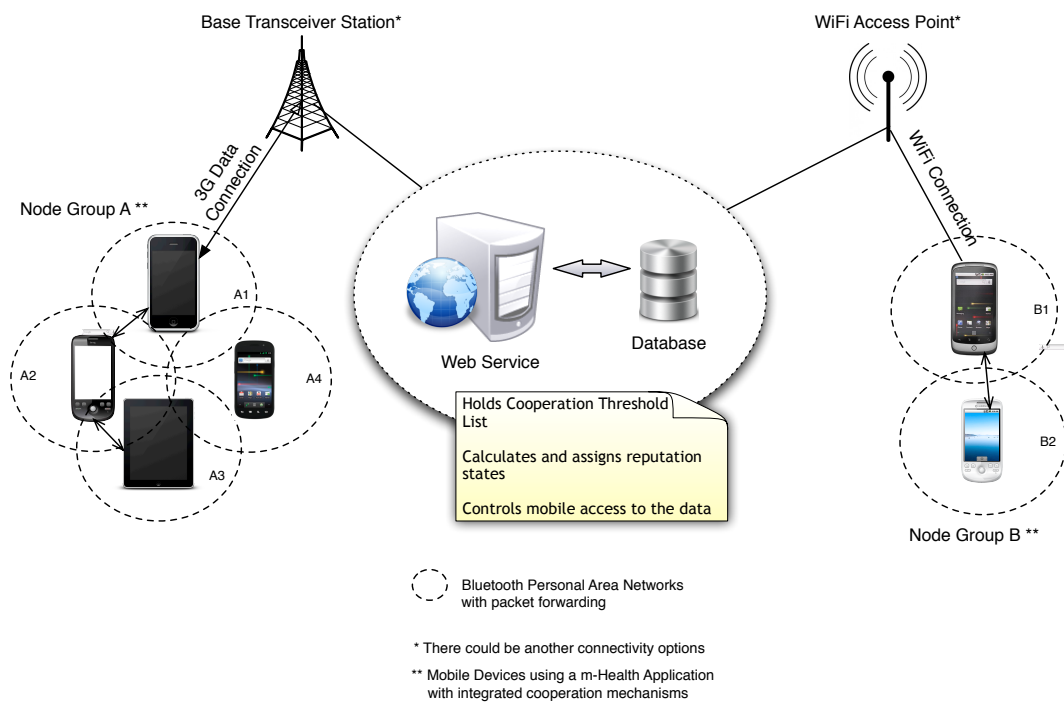 Base Transceiver Station*
WiFi Access Point*
3G Data
Connection
WiFi Connection
Node Group A **
A1
A2
A3
A4
Web Service
Database
B1
B2
Holds Cooperation Threshold
List
Calculates and assigns reputation
states
Controls mobile access to the data
Node Group B **
Bluetooth Personal Area Networks
with packet forwarding
* There could be another connectivity options
** Mobile Devices using a m-Health Application
with integrated cooperation mechanisms